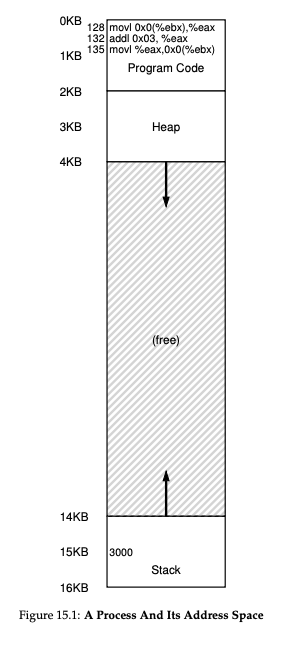 0KB
128 movl 0x0(%ebx),%eax
132 addl 0x03, %eax
135 movl %eax,0x0(%ebx)
1KB
Program Code
2KB
3KB
Heap
4KB
(free)
14KB
15KB
3000
Stack
16KB
Figure 15.1: A Process And Its Address Space